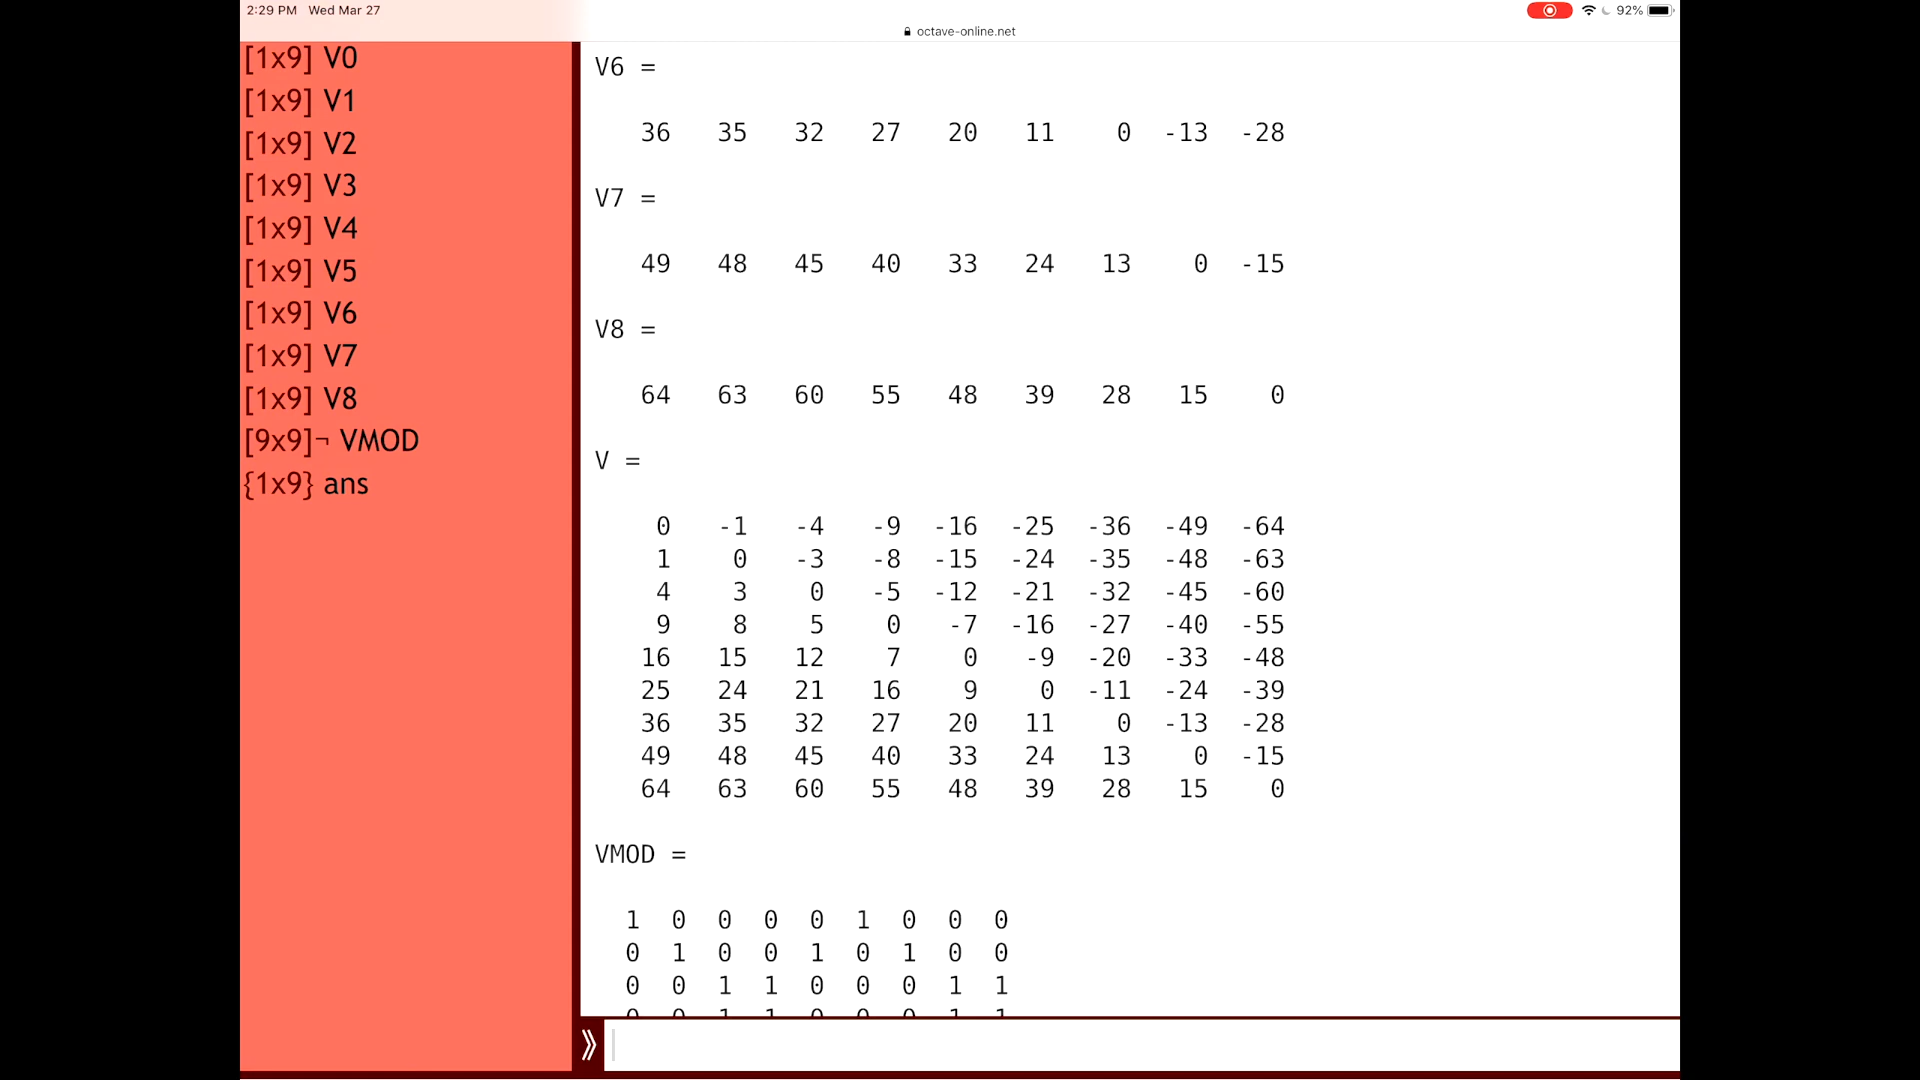 2:29 PM Wed Mar 27
92%
octave-online.net
[1x9] V0
[1x9] V1
[1x9] V2
[1x9] V3
[1x9] V4
[1x9] V5
[1x9] V6
[1x9] V7
[1x9] V8
[9x9]¬ VMOD
{1x9} ans
V6 =
36 35 32 27 20 11 0 -13 -28
V7 =
49 48 45 40 33 24 13 0 -15
V8 =
64 63 60 55 48 39 28 15 0
V =
0 -1 -4 -9 -16 -25 -36 -49 -64
1 0 -3 -8 -15 -24 -35 -48 -63
4 3 0 -5 -12 -21 -32 -45 -60
9 8 5 0 -7 -16 -27 -40 -55
16 15 12 7 0 -9 -20 -33 -48
25 24 21 16 9 0 -11 -24 -39
36 35 32 27 20 11 0 -13 -28
49 48 45 40 33 24 13 0 -15
64 63 60 55 48 39 28 15 0
VMOD =
1 0 0 0 0 1 0 0 0
0 1 0 0 1 0 1 0 0
0 0 1 1 0 0 0 1 1
0 0 1 1 0 0 0 1 1